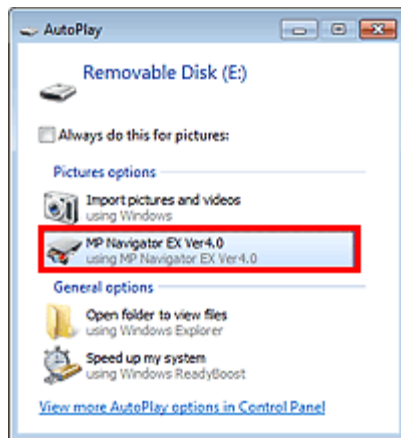 AutoPlay
Removable Disk (E:)
Always do this for pictures:
Pictures options
Import pictures and videos
using Windows
MP Navigator EX Ver4.0
using MP Navigator EX Ver4.0
General options
Open folder to view files
using Windows Explorer
Speed up my system
using Windows ReadyBoost
View more AutoPlay options in Control Panel